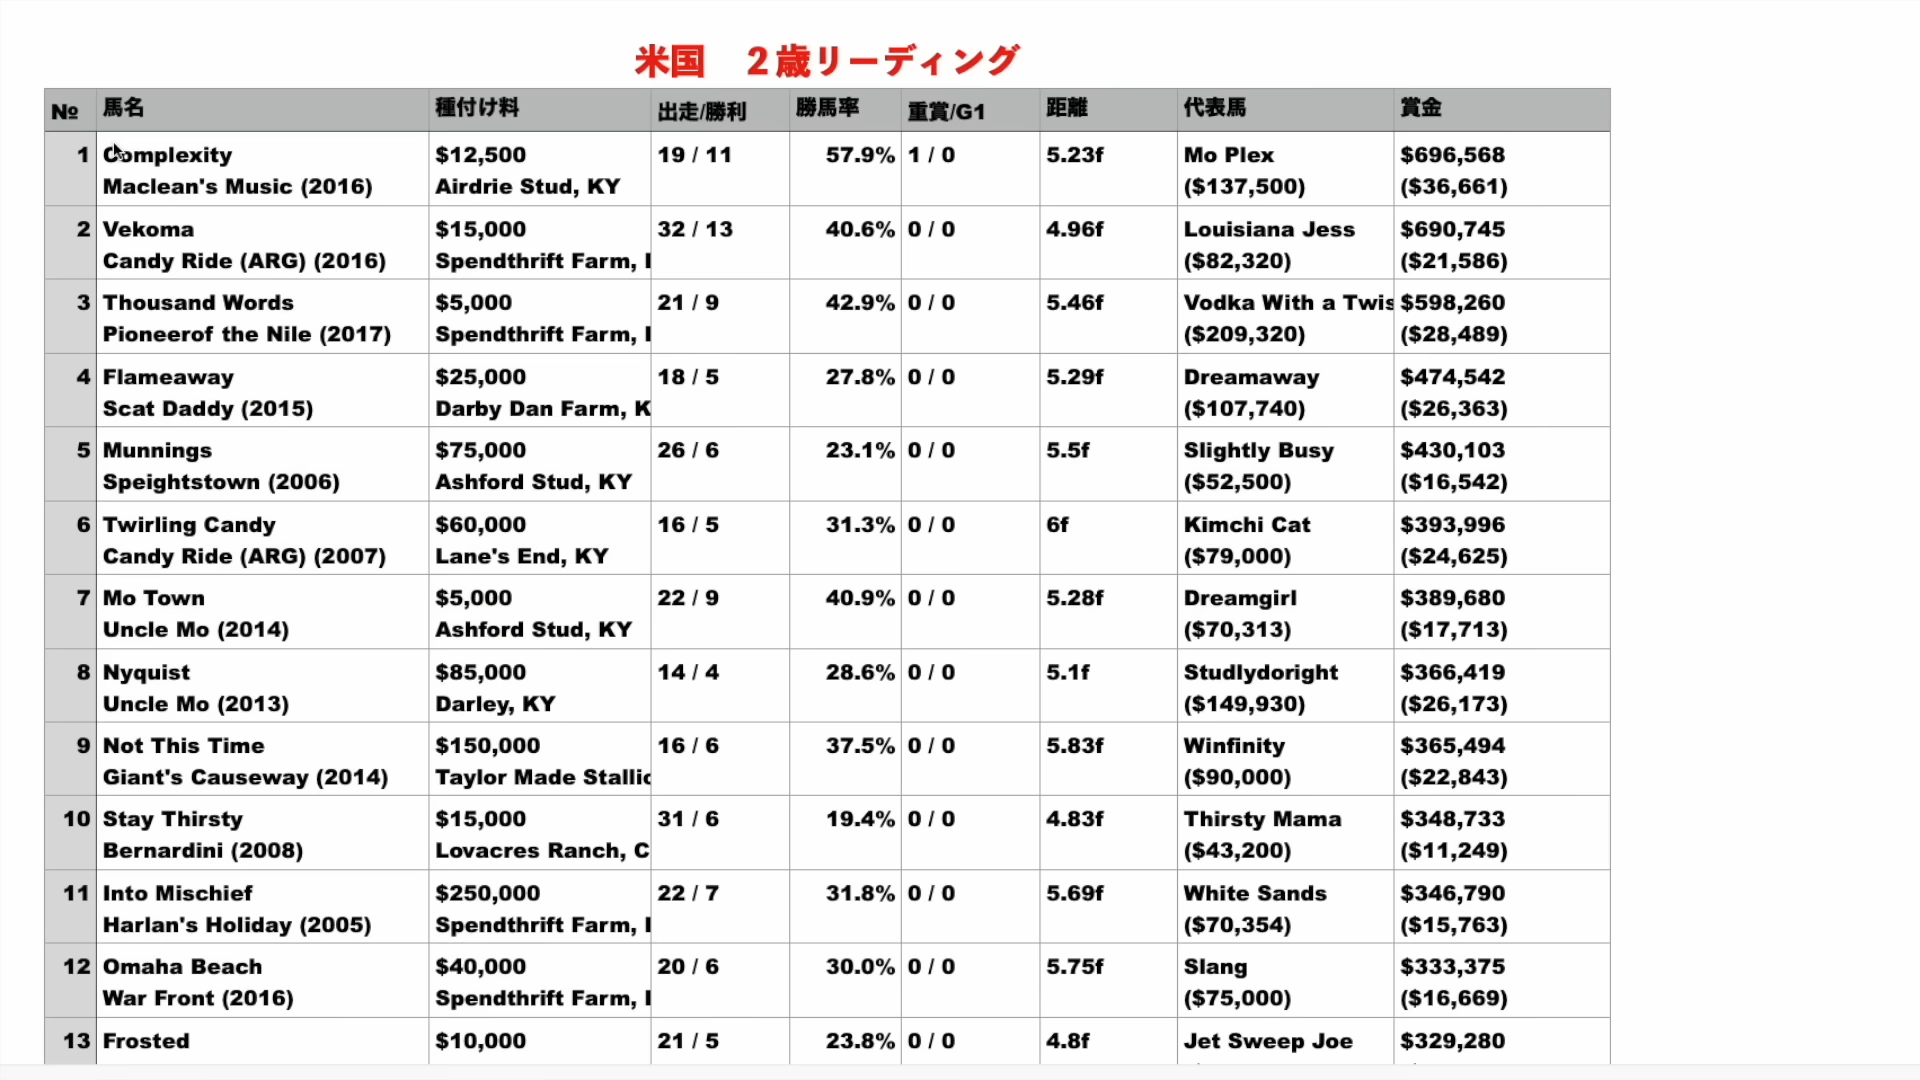 米国　２歳リーディング
№ 馬名 種付け料 出走/勝利 勝馬率 重賞/G1 距離 代表馬 賞金
1 Complexity $12,500 19 / 11 57.9% 1 / 0 5.23f Mo Plex $696,568
Maclean's Music (2016) Airdrie Stud, KY ($137,500) ($36,661)
2 Vekoma $15,000 32 / 13 40.6% 0 / 0 4.96f Louisiana Jess $690,745
Candy Ride (ARG) (2016) Spendthrift Farm, ($82,320) ($21,586)
3 Thousand Words $5,000 21 / 9 42.9% 0 / 0 5.46f Vodka With a Twis $598,260
Pioneerof the Nile (2017) Spendthrift Farm, ($209,320) ($28,489)
4 Flameaway $25,000 18 / 5 27.8% 0 / 0 5.29f Dreamaway $474,542
Scat Daddy (2015) Darby Dan Farm, K ($107,740) ($26,363)
5 Munnings $75,000 26 / 6 23.1% 0 / 0 5.5f Slightly Busy $430,103
Speightstown (2006) Ashford Stud, KY ($52,500) ($16,542)
6 Twirling Candy $60,000 16 / 5 31.3% 0 / 0 6f Kimchi Cat $393,996
Candy Ride (ARG) (2007) Lane's End, KY ($79,000) ($24,625)
7 Mo Town $5,000 22 / 9 40.9% 0 / 0 5.28f Dreamgirl $389,680
Uncle Mo (2014) Ashford Stud, KY ($70,313) ($17,713)
8 Nyquist $85,000 14 / 4 28.6% 0 / 0 5.1f Studlydoright $366,419
Uncle Mo (2013) Darley, KY ($149,930) ($26,173)
9 Not This Time $150,000 16 / 6 37.5% 0 / 0 5.83f Winfinity $365,494
Giant's Causeway (2014) Taylor Made Stallic ($90,000) ($22,843)
10 Stay Thirsty $15,000 31 / 6 19.4% 0 / 0 4.83f Thirsty Mama $348,733
Bernardini (2008) Lovacres Ranch, C ($43,200) ($11,249)
11 Into Mischief $250,000 22 / 7 31.8% 0 / 0 5.69f White Sands $346,790
Harlan's Holiday (2005) Spendthrift Farm, ($70,354) ($15,763)
12 Omaha Beach $40,000 20 / 6 30.0% 0 / 0 5.75f Slang $333,375
War Front (2016) Spendthrift Farm, ($75,000) ($16,669)
13 Frosted $10,000 21 / 5 23.8% 0 / 0 4.8f Jet Sweep Joe $329,280